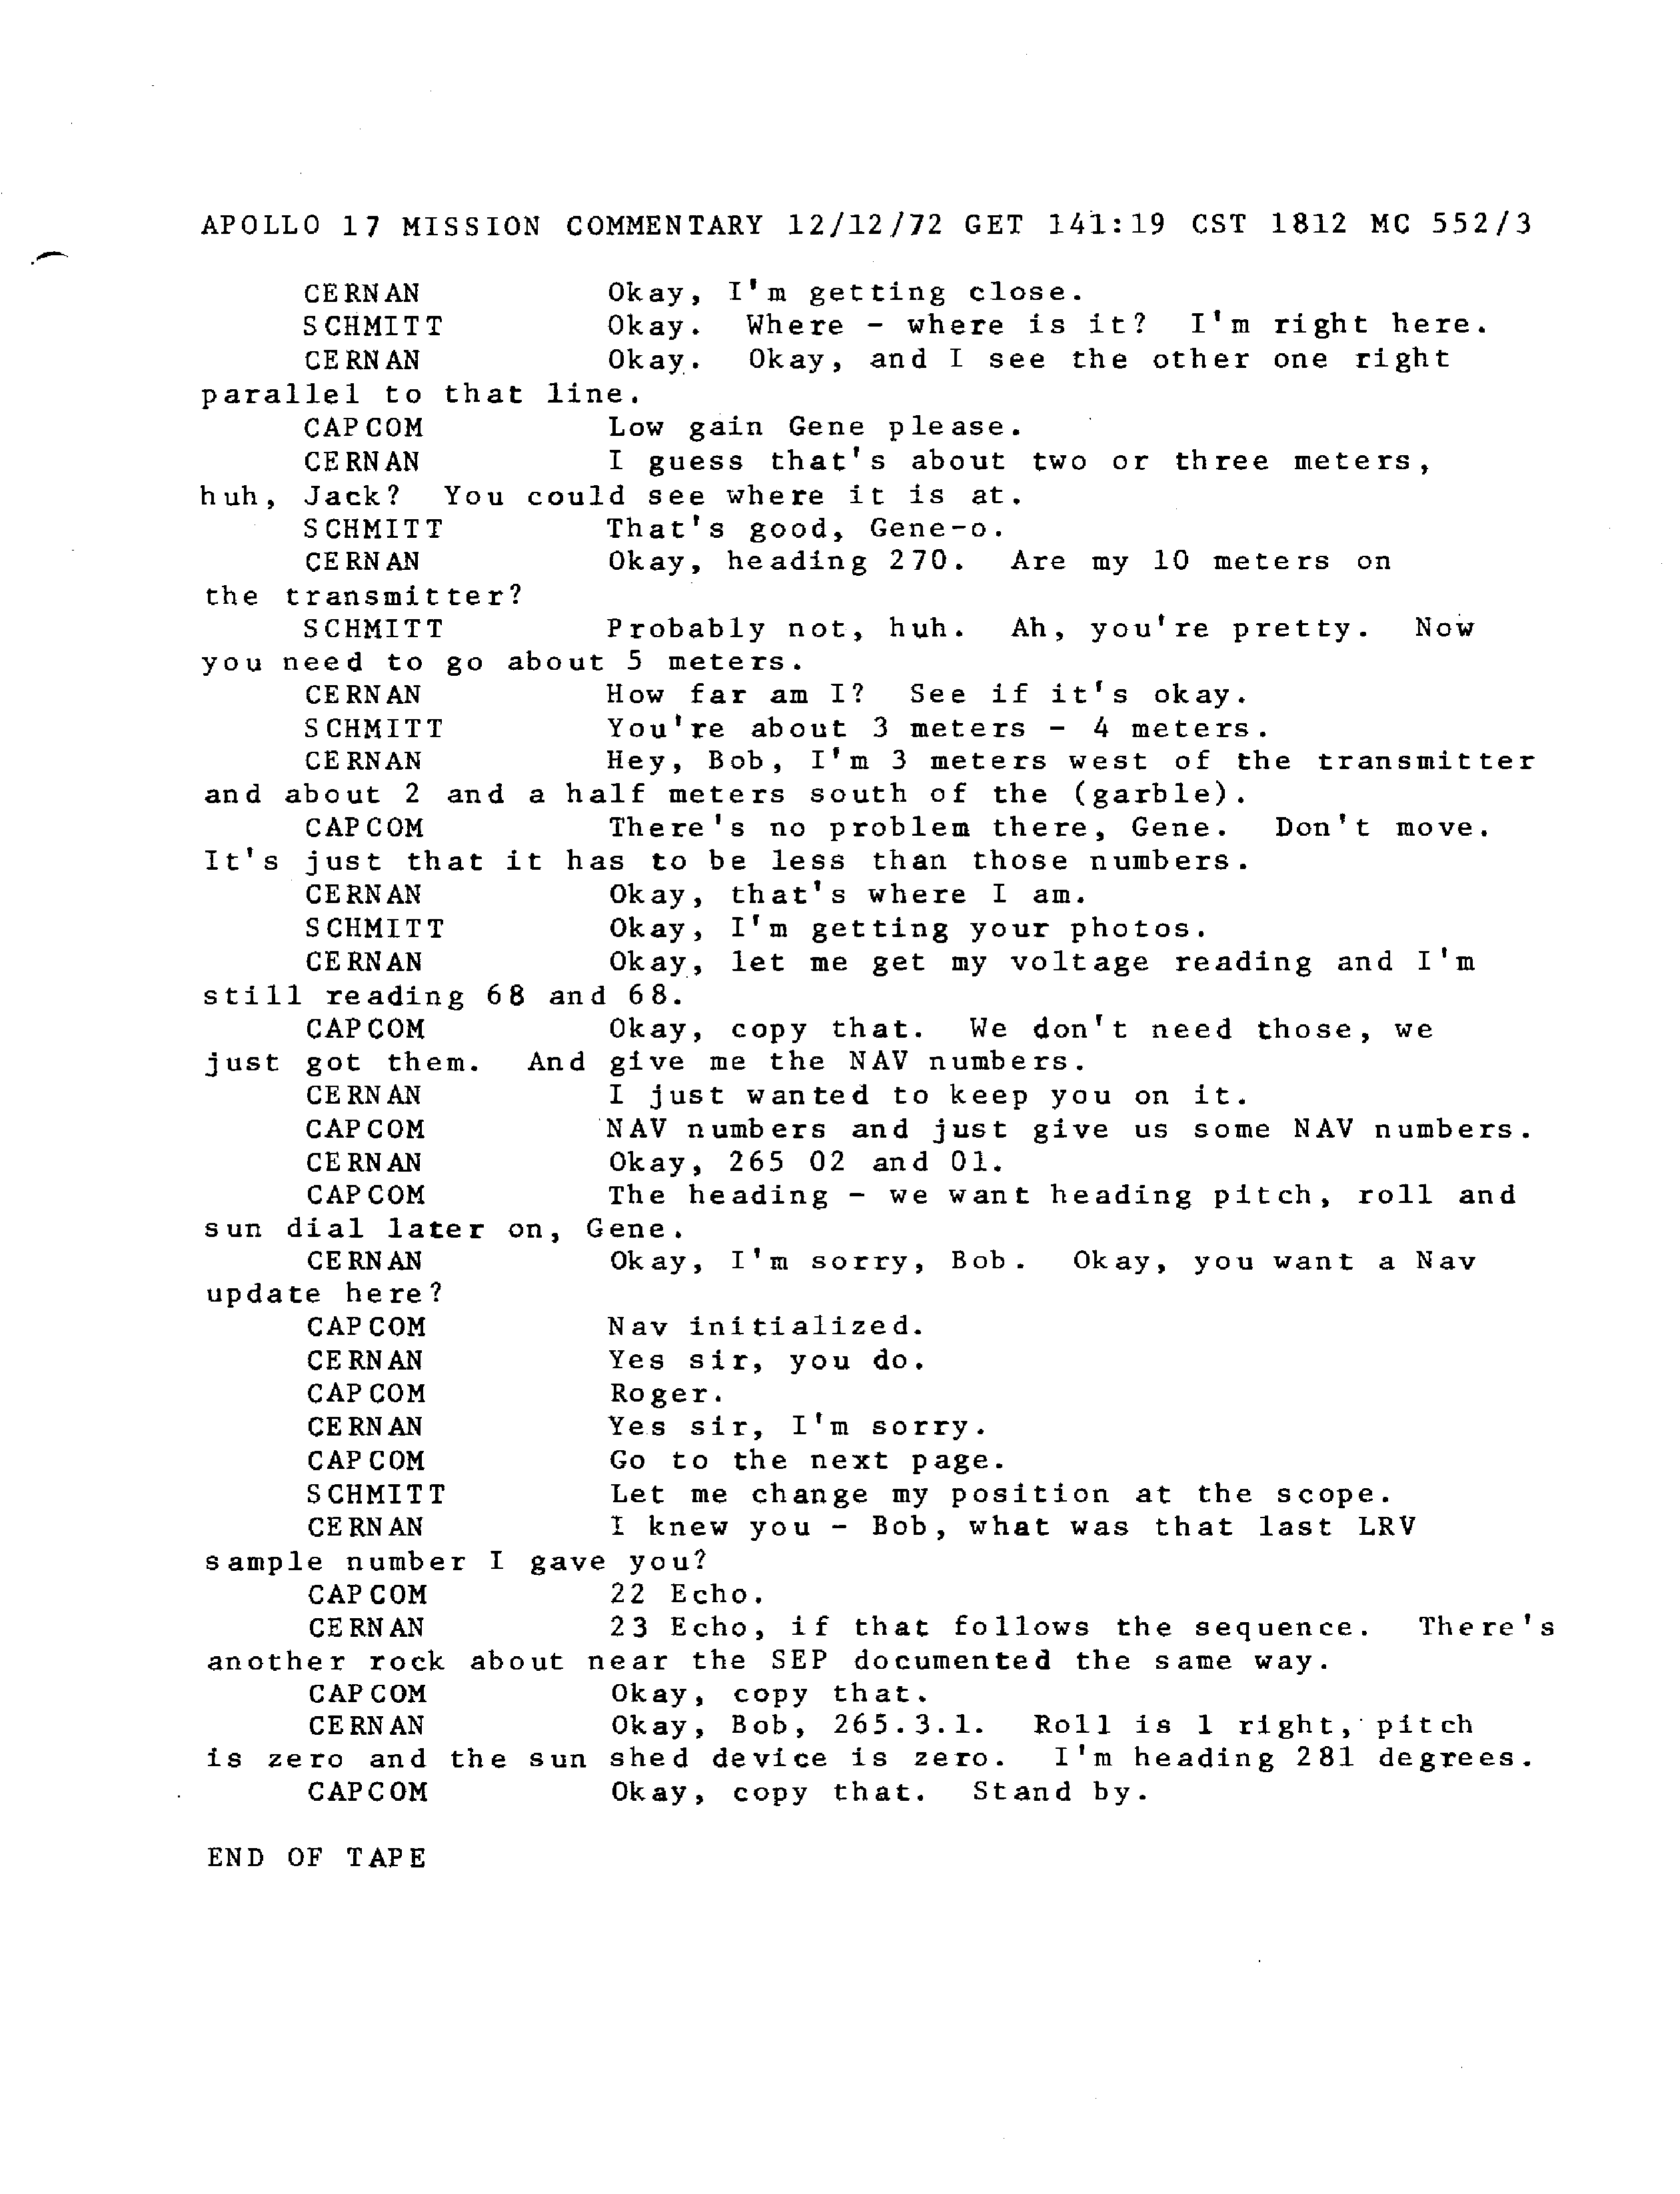 APOLLO 17 MISSION COMMENTARY 12/12/72 GET 141:19 CST 1812 MC 552/3
CERNAN Okay, I'm getting close.
SCHMITT Okay. Where - where is it? I'm right here.
CERNAN Okay. Okay, and I see the other one right
parallel to that line.
CAPCOM Low gain Gene please.
CERNAN I guess that's about two or three meters,
huh, Jack? You could see where it is at.
SCHMITT That's good, Gene-o.
CERNAN Okay, heading 270. Are my 10 meters on
the transmitter?
SCHMITT Probably not, huh. Ah, you're pretty. Now
you need to go about 5 meters.
CERNAN How far am I? See if it's okay.
SCHMITT You're about 3 meters - 4 meters.
CERNAN Hey, Bob, I'm 3 meters west of the transmitter
and about 2 and a half meters south of the (garble).
CAPCOM There's no problem there, Gene. Don't move.
It's just that it has to be less than those numbers.
CERNAN Okay, that's where I am.
SCHMITT Okay, I'm getting your photos.
CERNAN Okay, let me get my voltage reading and I'm
still reading 68 and 68.
CAPCOM Okay, copy that. We don't need those, we
just got them. And give me the NAV numbers.
CERNAN I just wanted to keep you on it.
CAPCOM NAV numbers and just give us some NAV numbers.
CERNAN Okay, 265 02 and 01.
CAPCOM The heading - we want heading pitch, roll and
sun dial later on, Gene.
CERNAN Okay, I'm sorry, Bob. Okay, you want a Nav
update here?
CAPCOM Nav initialized.
CERNAN Yes sir, you do.
CAPCOM Roger.
CERNAN Yes sir, I'm sorry.
CAPCOM Go to the next page.
SCHMITT Let me change my position at the scope.
CERNAN I knew you - Bob, what was that last LRV
sample number I gave you?
CAPCOM 22 Echo.
CERNAN 23 Echo, if that follows the sequence. There's
another rock about near the SEP documented the same way.
CAPCOM Okay, copy that.
CERNAN Okay, Bob, 265.3.1. Roll is 1 right, pitch
is zero and the sun shed device is zero. I'm heading 281 degrees.
CAPCOM Okay, copy that. Stand by.
END OF TAPE